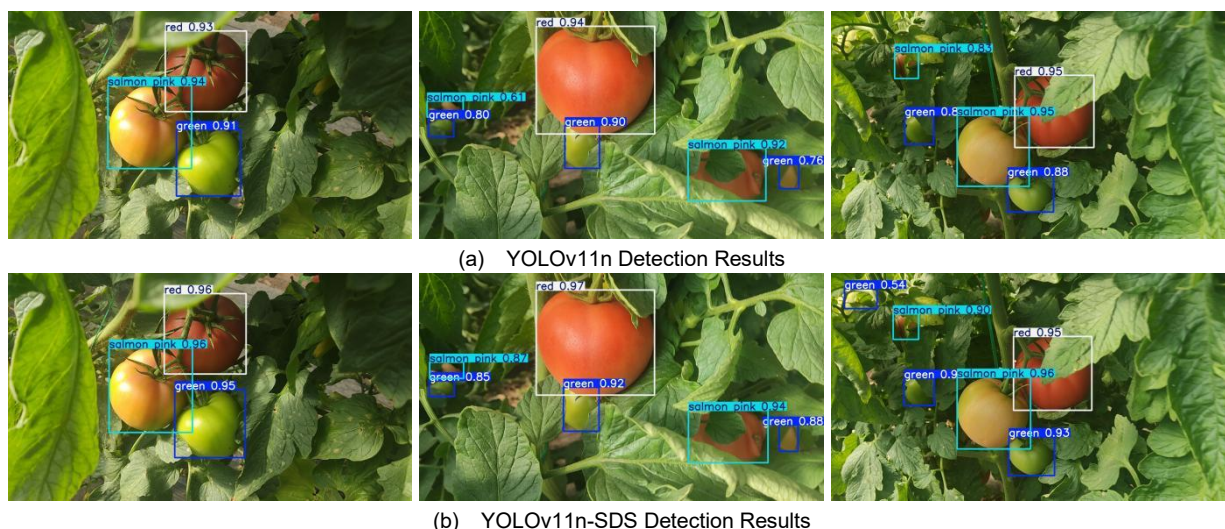 red 0.93
salmon pink 0.94
green 0.91
red 0.94
salmon pink 0.61
green 0.80
green 0.90
salmon pink 0.92
green 0.76
salmon pink 0.83
red 0.95
green 0.8
salmon pink 0.95
green 0.88
(a) YOLOv11n Detection Results
red 0.96
salmon pink 0.96
green 0.95
red 0.97
salmon pink 0.87
green 0.85
green 0.92
salmon pink 0.94
green 0.88
green 0.54
salmon pink 0.90
red 0.95
green 0.9
salmon pink 0.96
green 0.93
(b) YOLOv11n-SDS Detection Results